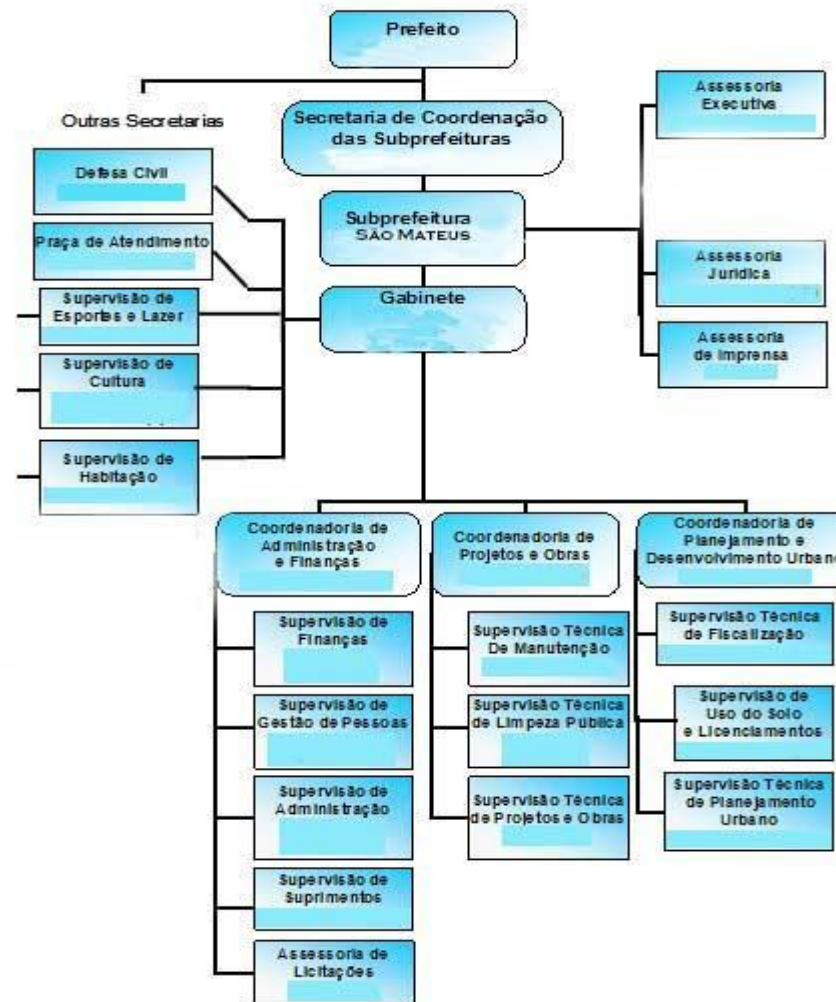 Prefeito
Outras Secretarias
Secretaria de Coordenação
das Subprefeituras
Assessoria
Executiva
Defesa Civil
Subprefeitura
SÃO MATEUS
Praça de Atendimento
Assessoria
Jurídica
Gabinete
Supervisão de
Esportes e Lazer
Assessoria
de Imprensa
Supervisão de
Cultura
Supervisão de
Habitação
Coordenadoria de
Administração
e Finanças
Coordenadoria de
Projetos e Obras
Coordenadoria de
Planejamento e
Desenvolvimento Urbano
Supervisão de
Finanças
Supervisão de
Gestão de Pessoas
Supervisão de
Administração
Supervisão de
Suprimentos
Assessoria de
Licitações
Supervisão Técnica
De Manutenção
Supervisão Técnica
de Limpeza Pública
Supervisão Técnica
de Projetos e Obras
Supervisão Técnica
de Fiscalização
Supervisão de
Uso do Solo
e Licenciamentos
Supervisão Técnica
de Planejamento
Urbano